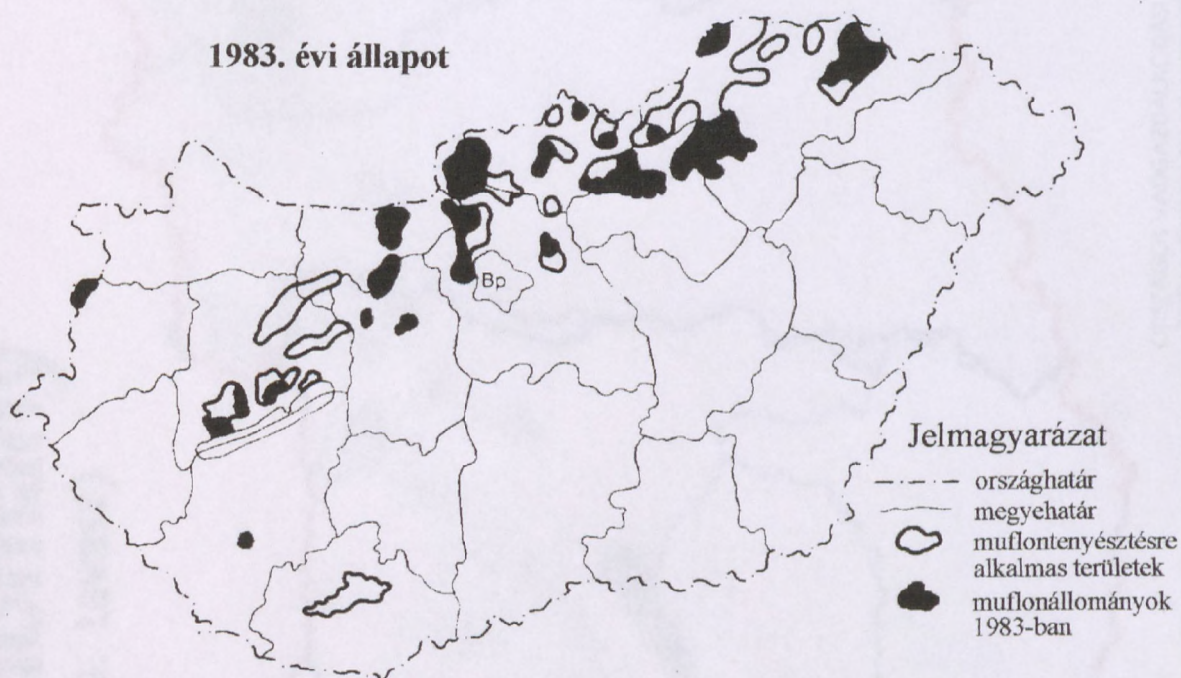 1983. évi állapot
Bp
Jelmagyarázat
országhatár
megyehatár
muflontenyésztésre
alkalmas területek
muflonállományok
1983-ban